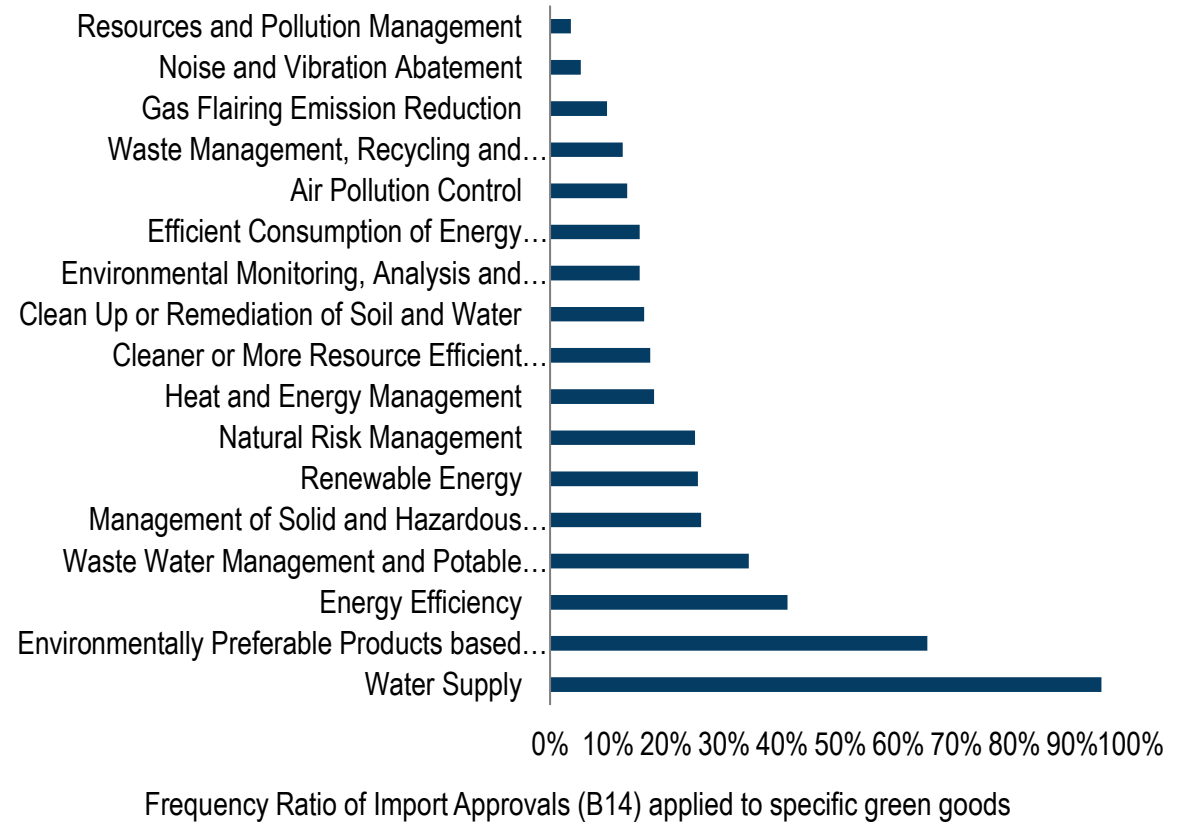 Resources and Pollution Management
Noise and Vibration Abatement
Gas Flairing Emission Reduction
Waste Management, Recycling and…
Air Pollution Control
Efficient Consumption of Energy…
Environmental Monitoring, Analysis and…
Clean Up or Remediation of Soil and Water
Cleaner or More Resource Efficient…
Heat and Energy Management
Natural Risk Management
Renewable Energy
Management of Solid and Hazardous…
Waste Water Management and Potable…
Energy Efficiency
Environmentally Preferable Products based…
Water Supply
0% 10% 20% 30% 40% 50% 60% 70% 80% 90% 100%
Frequency Ratio of Import Approvals (B14) applied to specific green goods